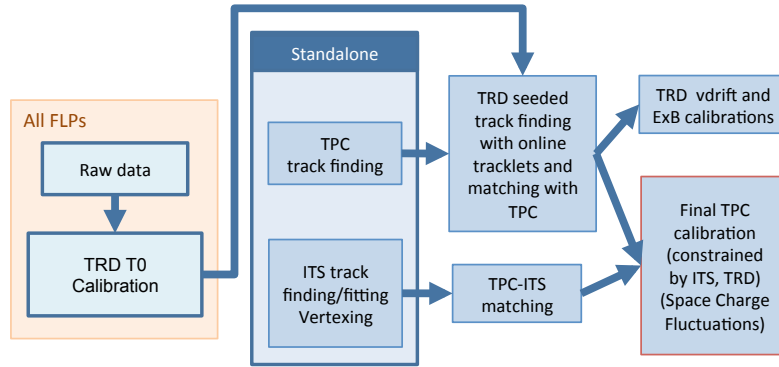 All FLPs
Raw data
TRD T0
Calibration
Standalone
TPC
track finding
ITS track
finding/fitting
Vertexing
TRD seeded
track finding
with online
tracklets and
matching with
TPC
TPC-ITS
matching
TRD vdrift and
ExB calibrations
Final TPC
calibration
(constrained
by ITS, TRD)
(Space Charge
Fluctuations)